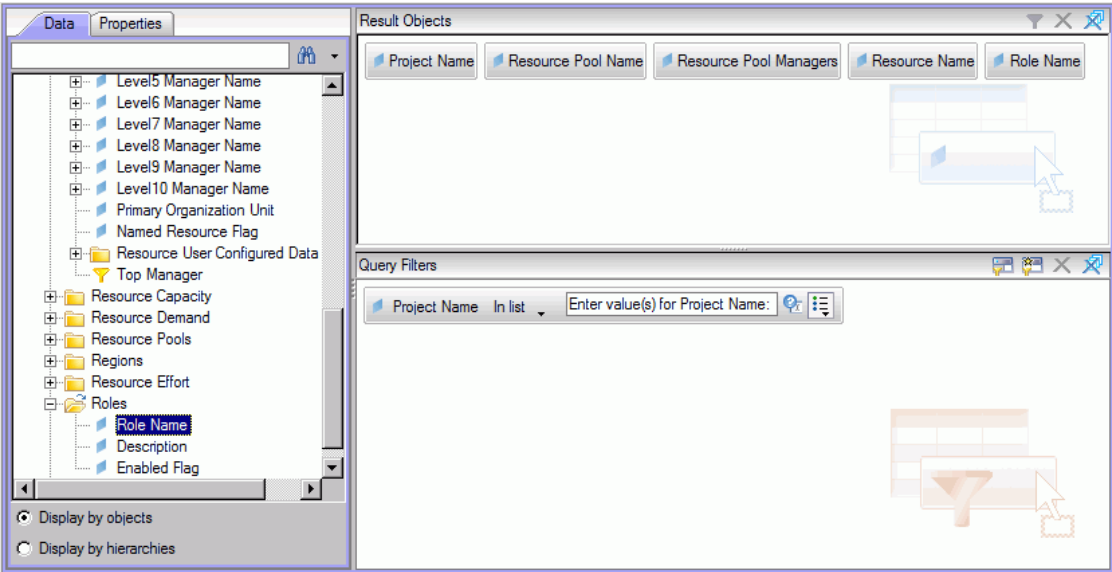 Data Properties
Level5 Manager Name
Level6 Manager Name
Level7 Manager Name
Level8 Manager Name
Level9 Manager Name
Level10 Manager Name
Primary Organization Unit
Named Resource Flag
Resource User Configured Data
Top Manager
Resource Capacity
Resource Demand
Resource Pools
Regions
Resource Effort
Roles
Role Name
Description
Enabled Flag
Display by objects
Display by hierarchies
Result Objects
Project Name Resource Pool Name Resource Pool Managers Resource Name Role Name
Query Filters
Project Name In list Enter value(s) for Project Name: